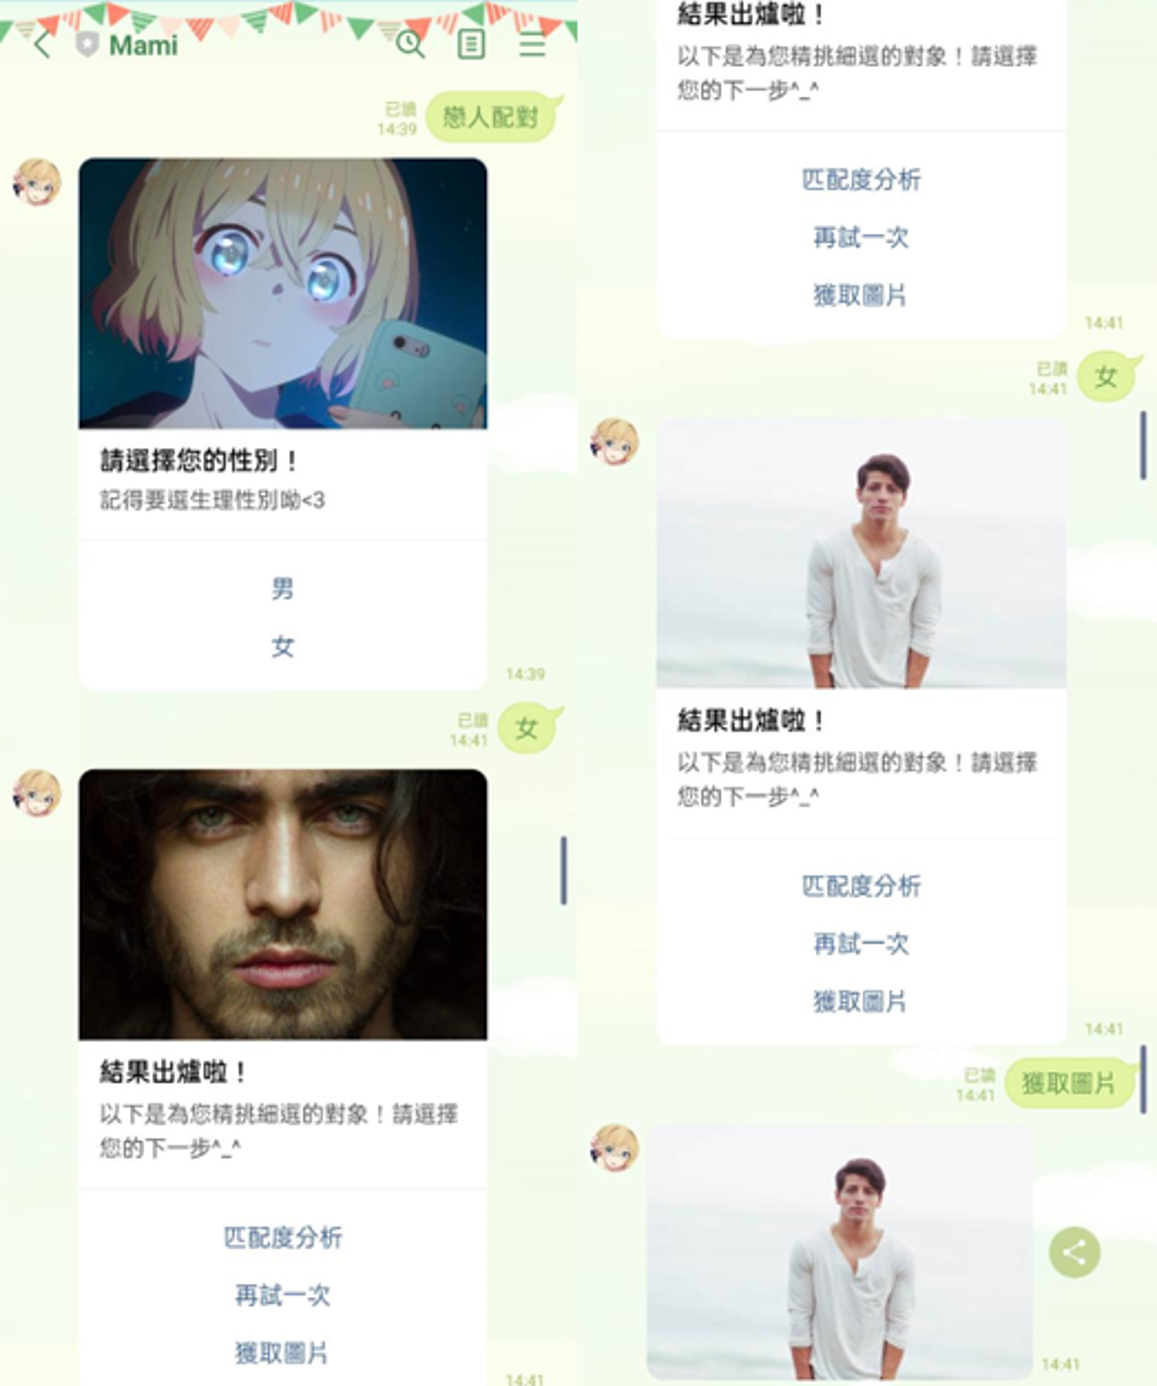 Mami
已讀
14:39
戀人配對
請選擇您的性別！
記得要選生理性別呦<3
男
女
14:39
已讀
14:41
女
結果出爐啦！
以下是為您精挑細選的對象！請選擇
您的下一步^_^
匹配度分析
再試一次
獲取圖片
14:41
結果出爐啦！
以下是為您精挑細選的對象！請選擇
您的下一步^_^
匹配度分析
再試一次
獲取圖片
14:41
已讀
14:41
女
結果出爐啦！
以下是為您精挑細選的對象！請選擇
您的下一步^_^
匹配度分析
再試一次
獲取圖片
14:41
已讀
14:41
獲取圖片
14:41